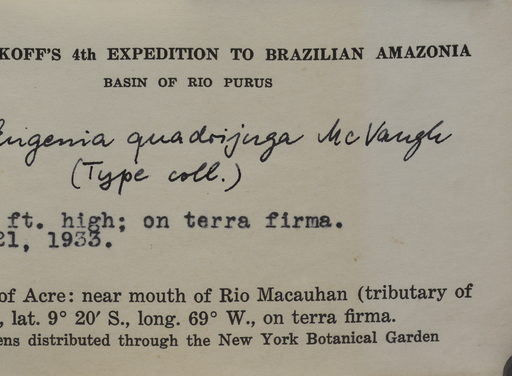 KOFF'S 4th EXPEDITION TO BRAZILIAN AMAZONIA
BASIN OF RIO PURUS
Eugenia quadrijuga McVaugh
(Type coll.)
ft. high; on terra firma.
21, 1933.
of Acre: near mouth of Rio Macauhan (tributary of
, lat. 9° 20′ S., long. 69° W., on terra firma.
ens distributed through the New York Botanical Garden